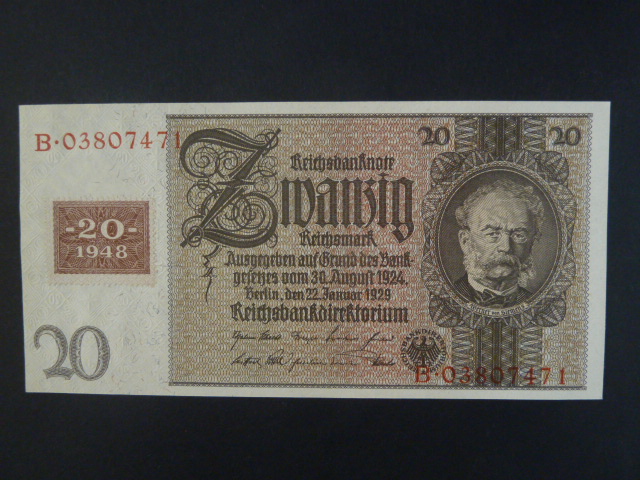 B·03807471
20 20
Reichsbanknote
Zwanzig
Reichsmark
-20-
1948
Ausgegeben auf Grund des Bank-
gesetzes vom 30. August 1924.
Berlin, den 22. Januar 1929
Reichsbankdirektorium
20
B·03807471